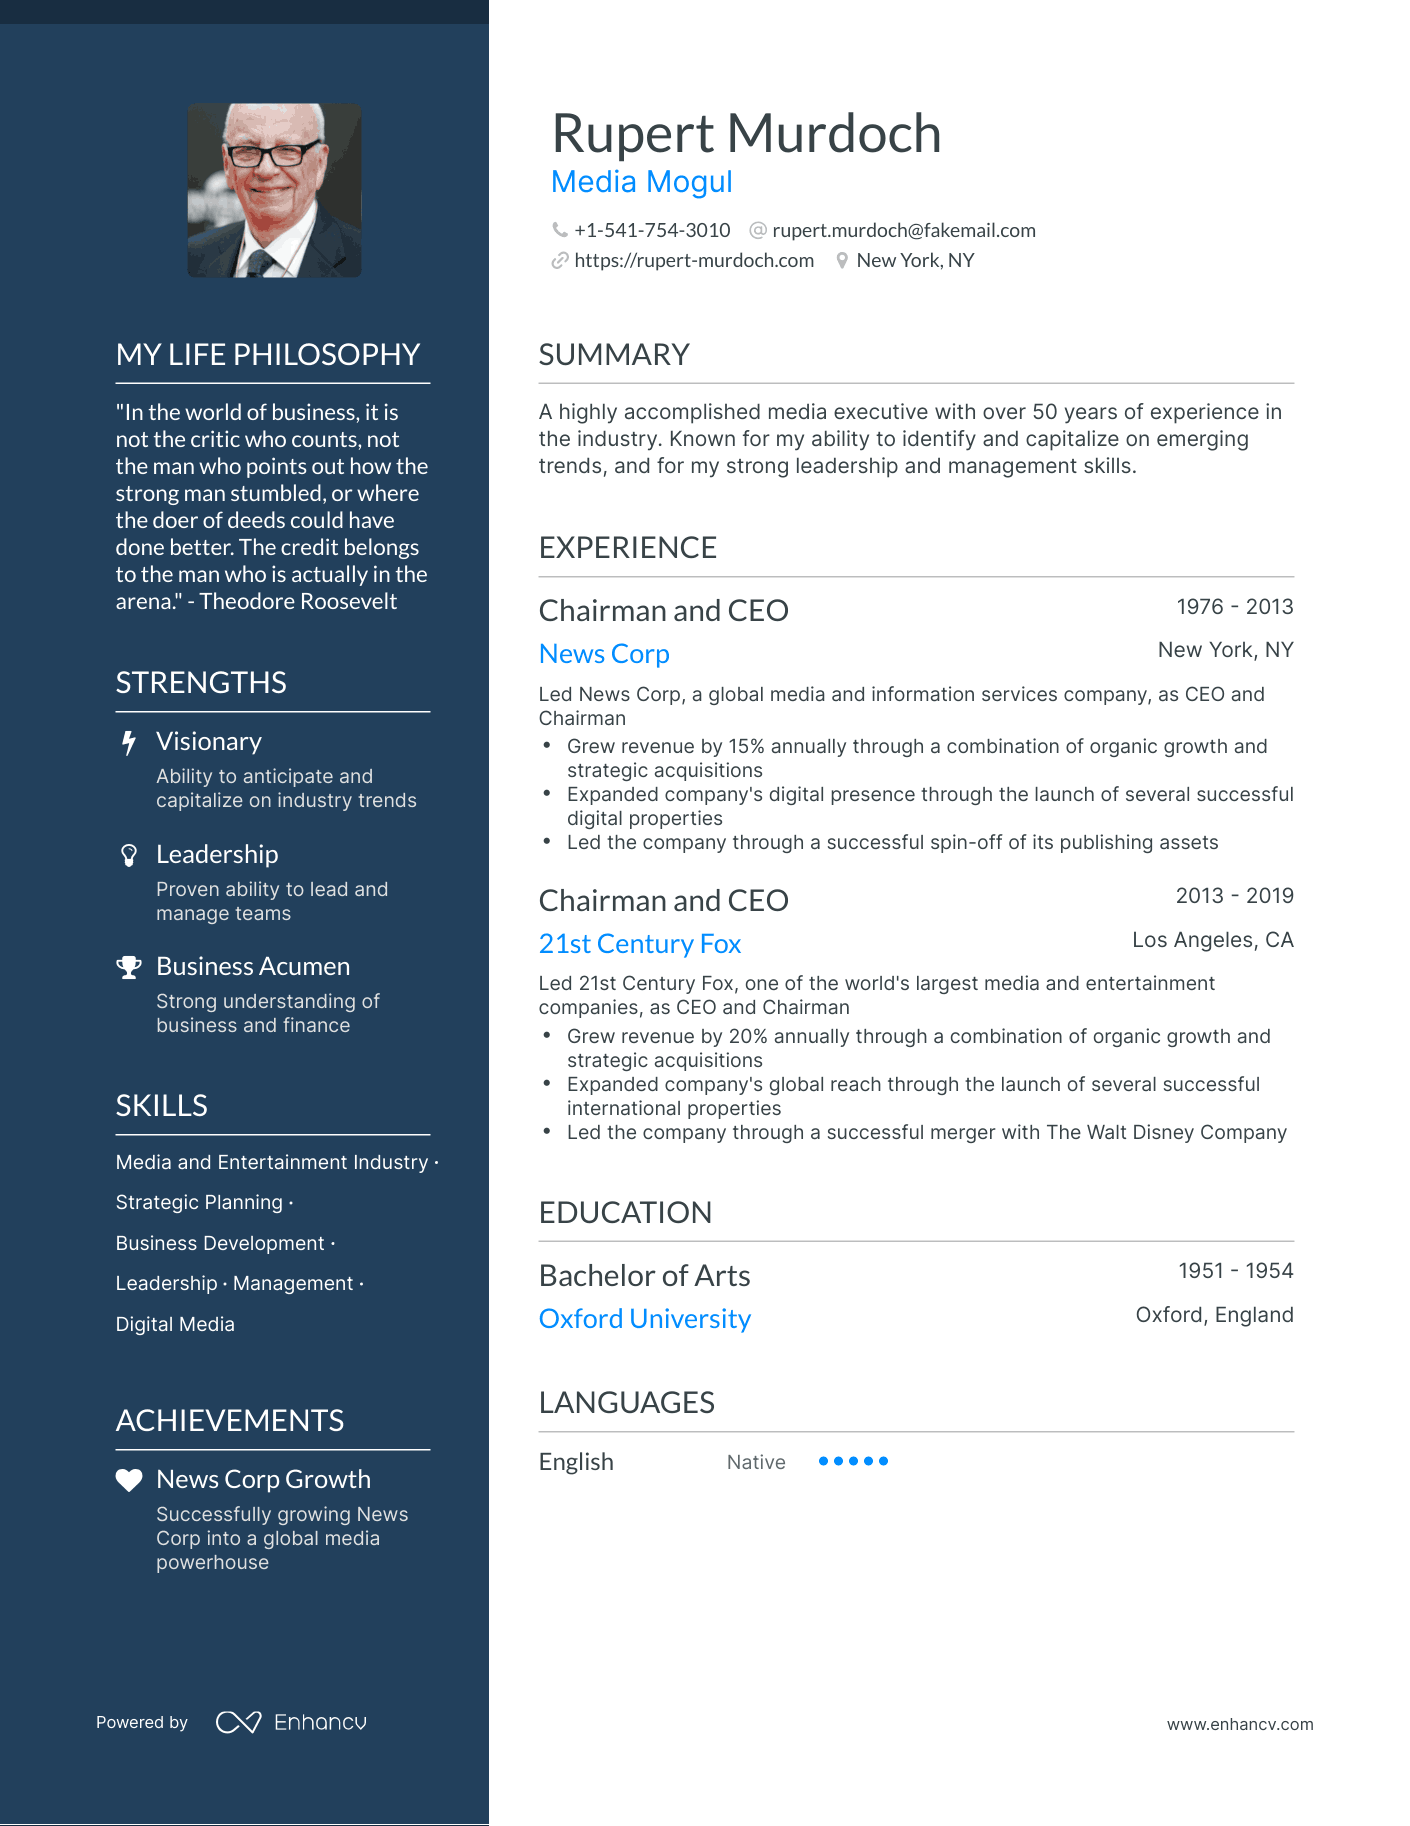 Rupert Murdoch
Media Mogul
+1-541-754-3010 rupert.murdoch@fakemail.com
https://rupert-murdoch.com New York, NY
MY LIFE PHILOSOPHY
"In the world of business, it is
not the critic who counts, not
the man who points out how the
strong man stumbled, or where
the doer of deeds could have
done better. The credit belongs
to the man who is actually in the
arena." - Theodore Roosevelt
STRENGTHS
Visionary
Ability to anticipate and
capitalize on industry trends
Leadership
Proven ability to lead and
manage teams
Business Acumen
Strong understanding of
business and finance
SKILLS
Media and Entertainment Industry ·
Strategic Planning ·
Business Development ·
Leadership · Management ·
Digital Media
ACHIEVEMENTS
News Corp Growth
Successfully growing News
Corp into a global media
powerhouse
SUMMARY
A highly accomplished media executive with over 50 years of experience in
the industry. Known for my ability to identify and capitalize on emerging
trends, and for my strong leadership and management skills.
EXPERIENCE
Chairman and CEO 1976 - 2013
News Corp New York, NY
Led News Corp, a global media and information services company, as CEO and
Chairman
• Grew revenue by 15% annually through a combination of organic growth and
strategic acquisitions
• Expanded company's digital presence through the launch of several successful
digital properties
• Led the company through a successful spin-off of its publishing assets
Chairman and CEO 2013 - 2019
21st Century Fox Los Angeles, CA
Led 21st Century Fox, one of the world's largest media and entertainment
companies, as CEO and Chairman
• Grew revenue by 20% annually through a combination of organic growth and
strategic acquisitions
• Expanded company's global reach through the launch of several successful
international properties
• Led the company through a successful merger with The Walt Disney Company
EDUCATION
Bachelor of Arts 1951 - 1954
Oxford University Oxford, England
LANGUAGES
English Native
Powered by Enhancv
www.enhancv.com